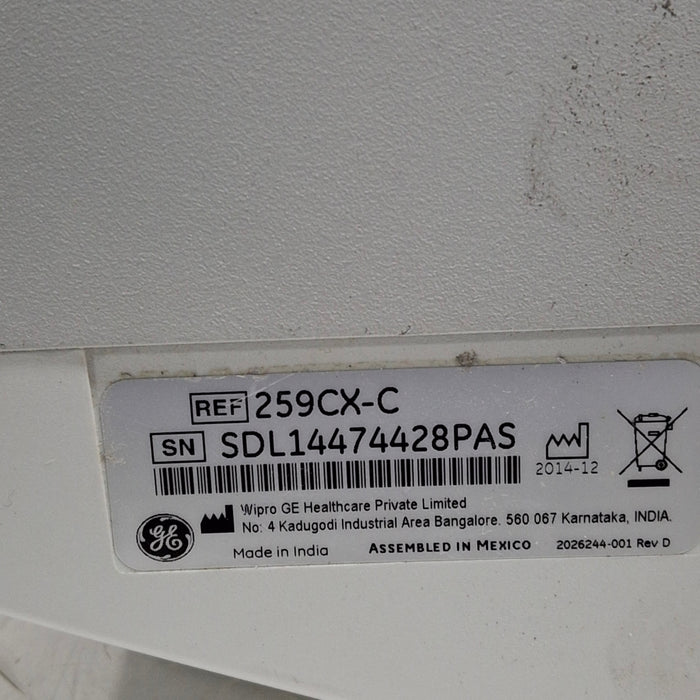 REF 259CX-C
SN SDL14474428PAS
2014-12
Wipro GE Healthcare Private Limited
No: 4 Kadugodi Industrial Area Bangalore. 560 067 Karnataka, INDIA.
GE
Made in India ASSEMBLED IN MEXICO 2026244-001 Rev D